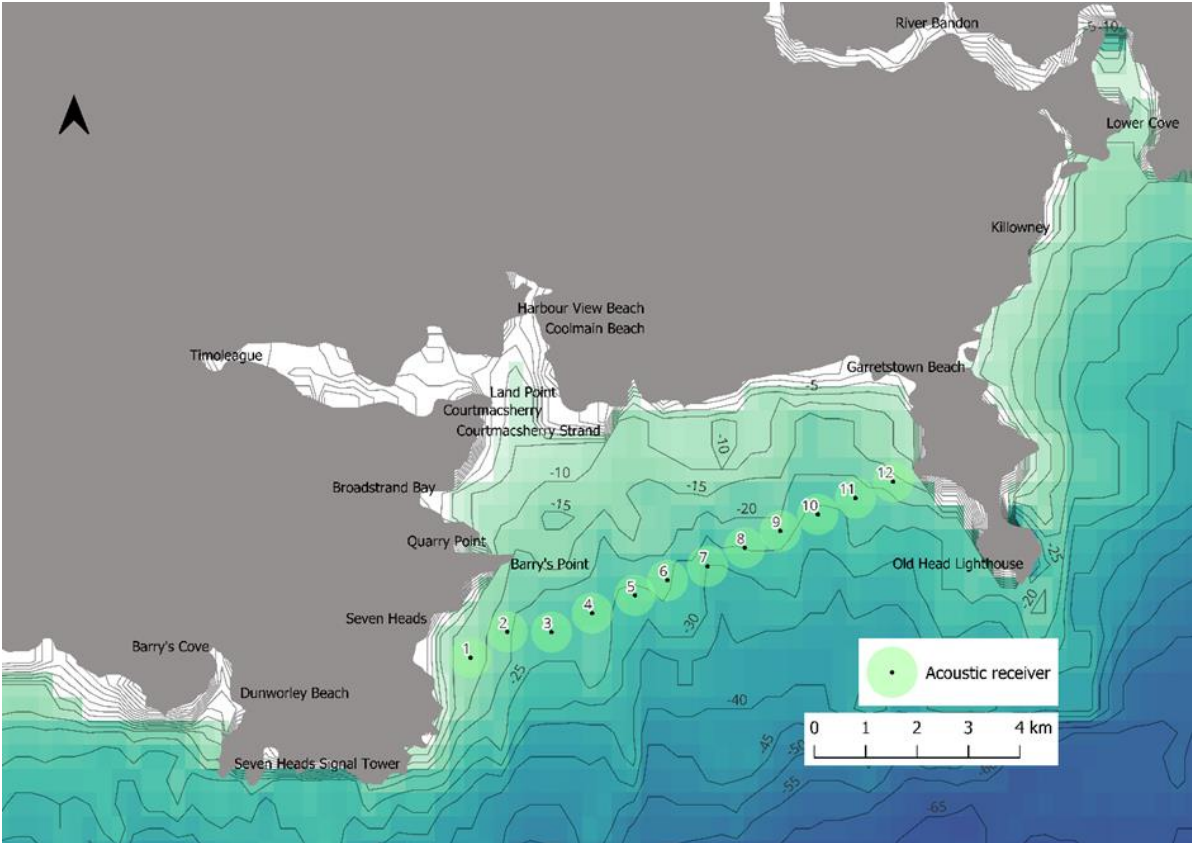 River Bandon
-5
-10
Lower Cove
Killowney
Harbour View Beach
Coolmain Beach
Timoleague
Garretstown Beach
-5
Land Point
Courtmacsherry
Courtmacsherry Strand
-10
-10
12
Broadstrand Bay
-15
11
-15
-20
10
9
Quarry Point
8
-25
7
Barry's Point
Old Head Lighthouse
6
5
-20
4
Seven Heads
2
3
-30
Barry's Cove
1
Acoustic receiver
-25
Dunworley Beach
-40
0 1 2 3 4 km
-45
-50
Seven Heads Signal Tower
-55
-65